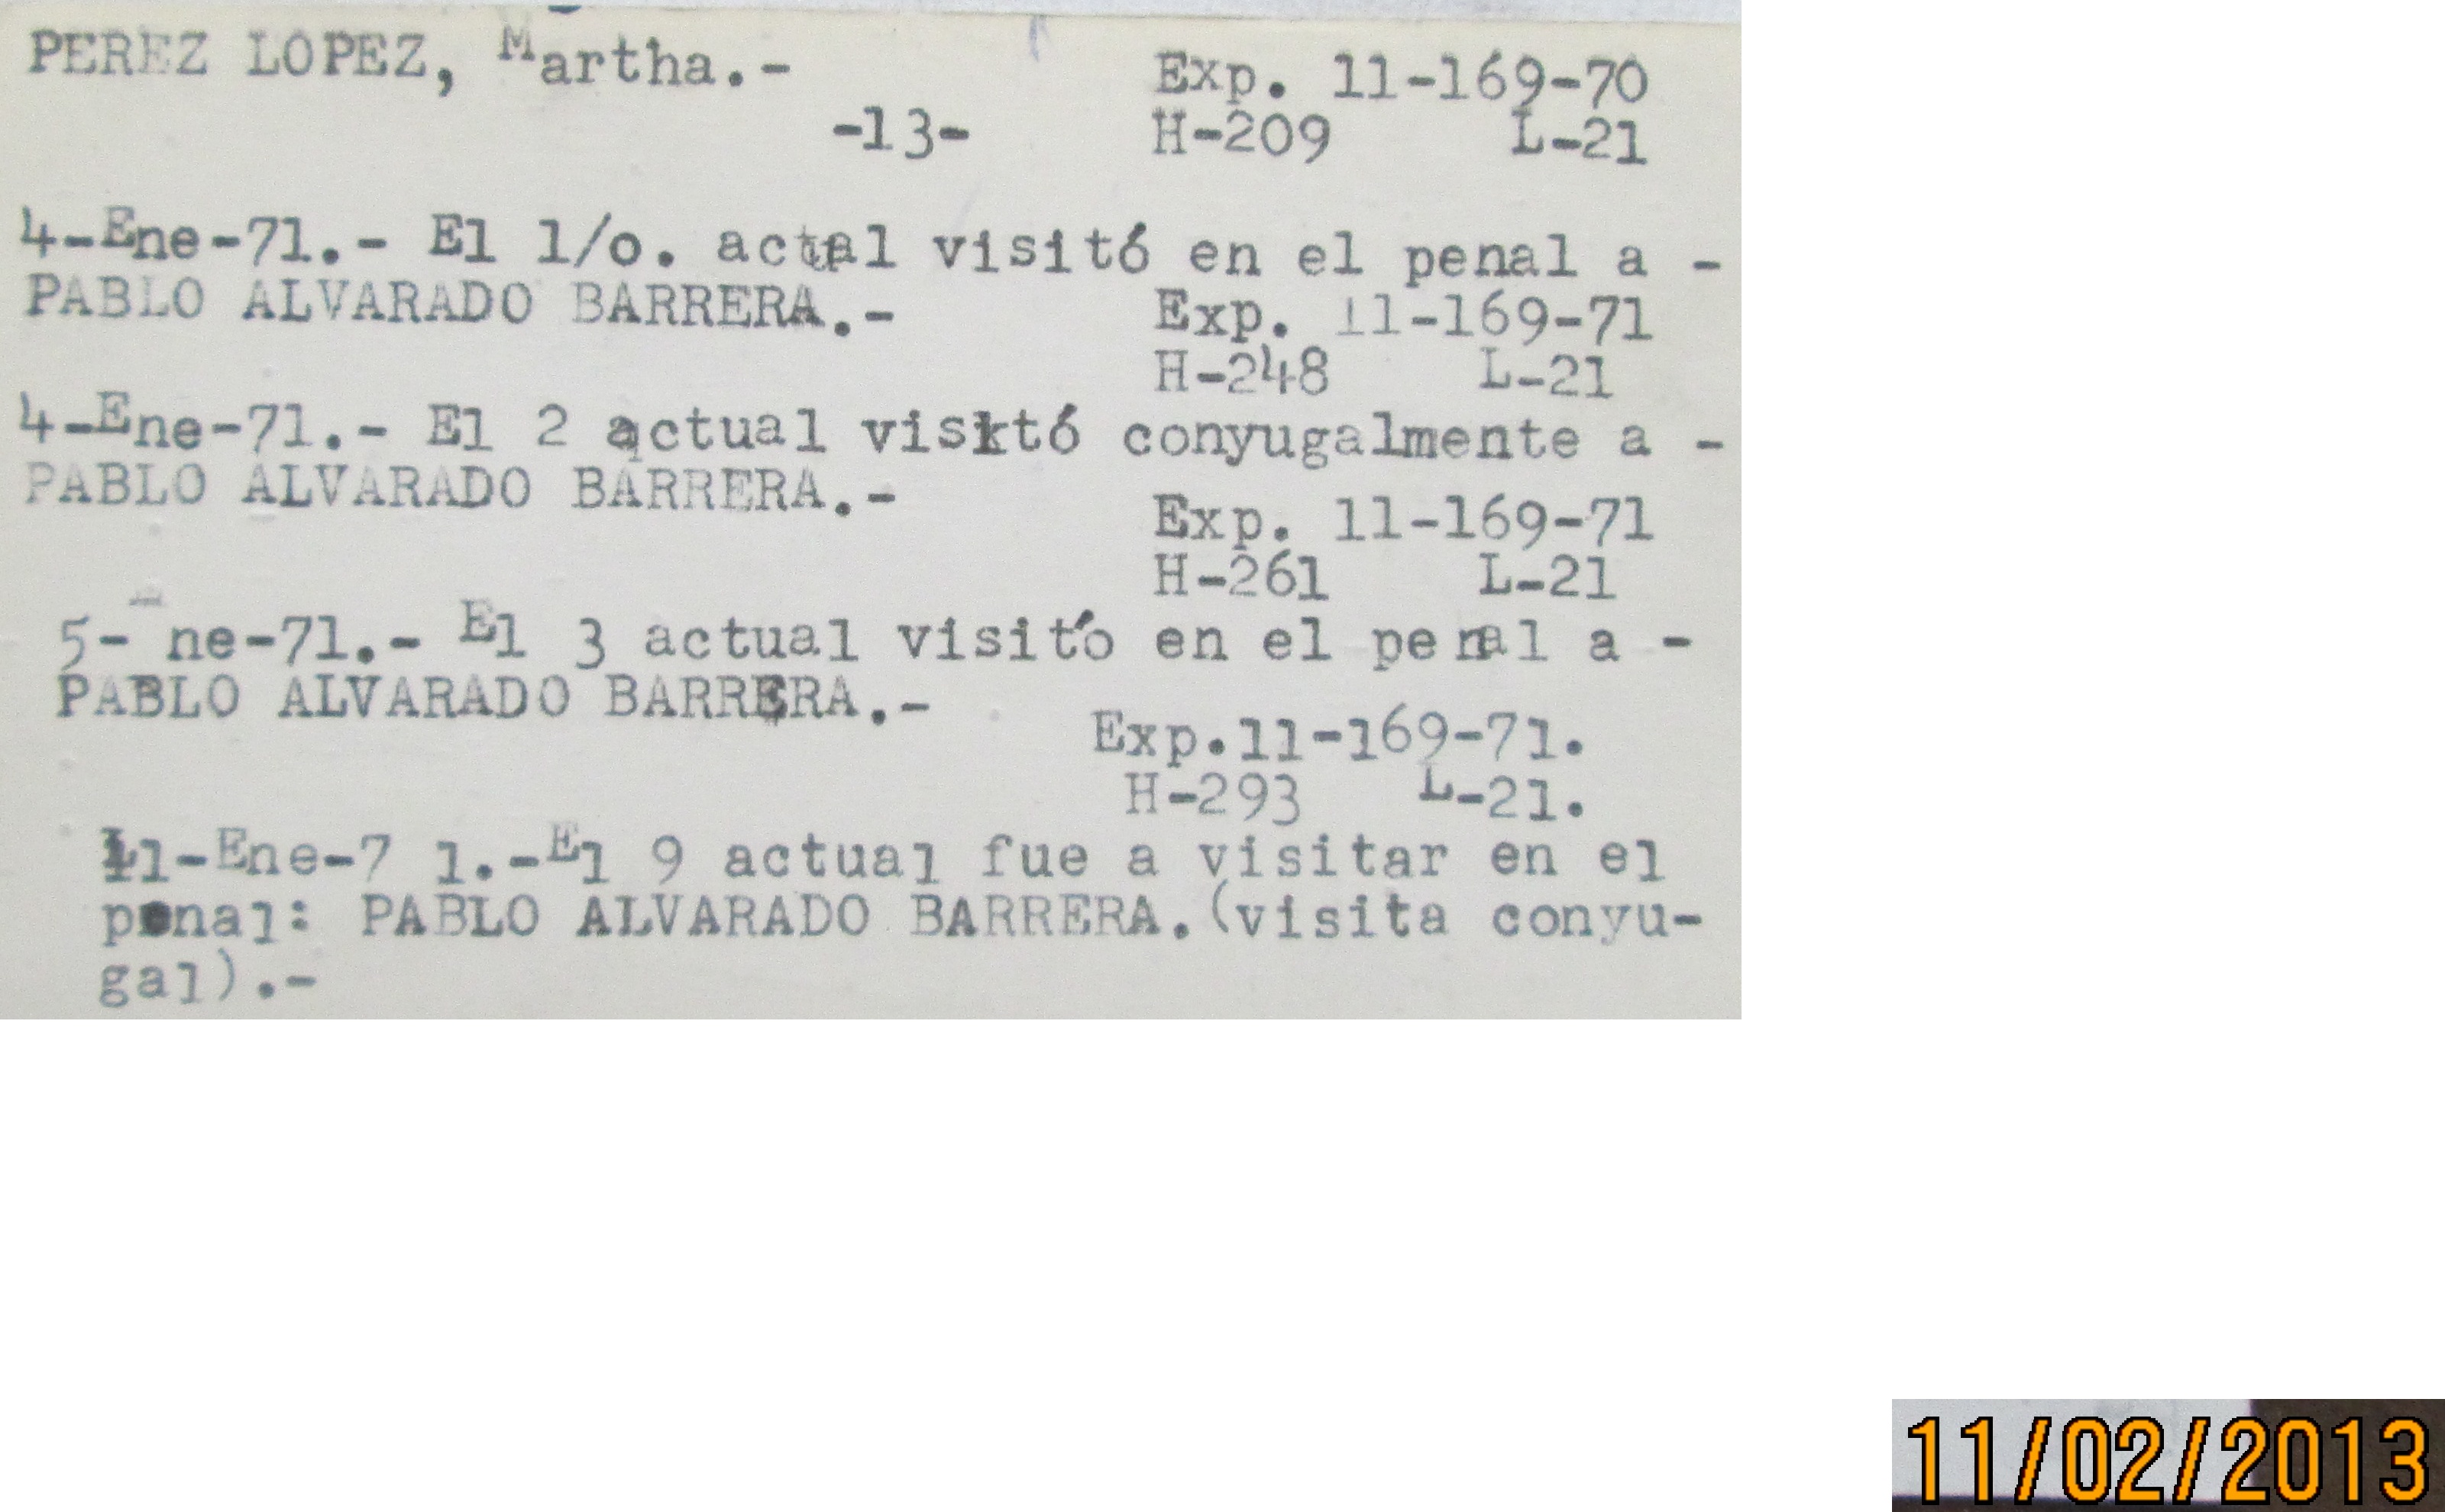 PEREZ LOPEZ, Martha.-
Exp. 11-169-70
-13-
H-209 L-21
4-Ene-71.- El 1/o. actual visitó en el penal a -
PABLO ALVARADO BARRERA.-
Exp. 11-169-71
H-248 L-21
4-Ene-71.- El 2 actual visitó conyugalmente a -
PABLO ALVARADO BARRERA.-
Exp. 11-169-71
H-261 L-21
5- ne-71.- El 3 actual visitó en el penal a -
PABLO ALVARADO BARRERA.-
Exp.11-169-71.
H-293 L-21.
11-Ene-7 1.-El 9 actual fue a visitar en el
penal: PABLO ALVARADO BARRERA.(visita conyu-
gal).-
11/02/2013